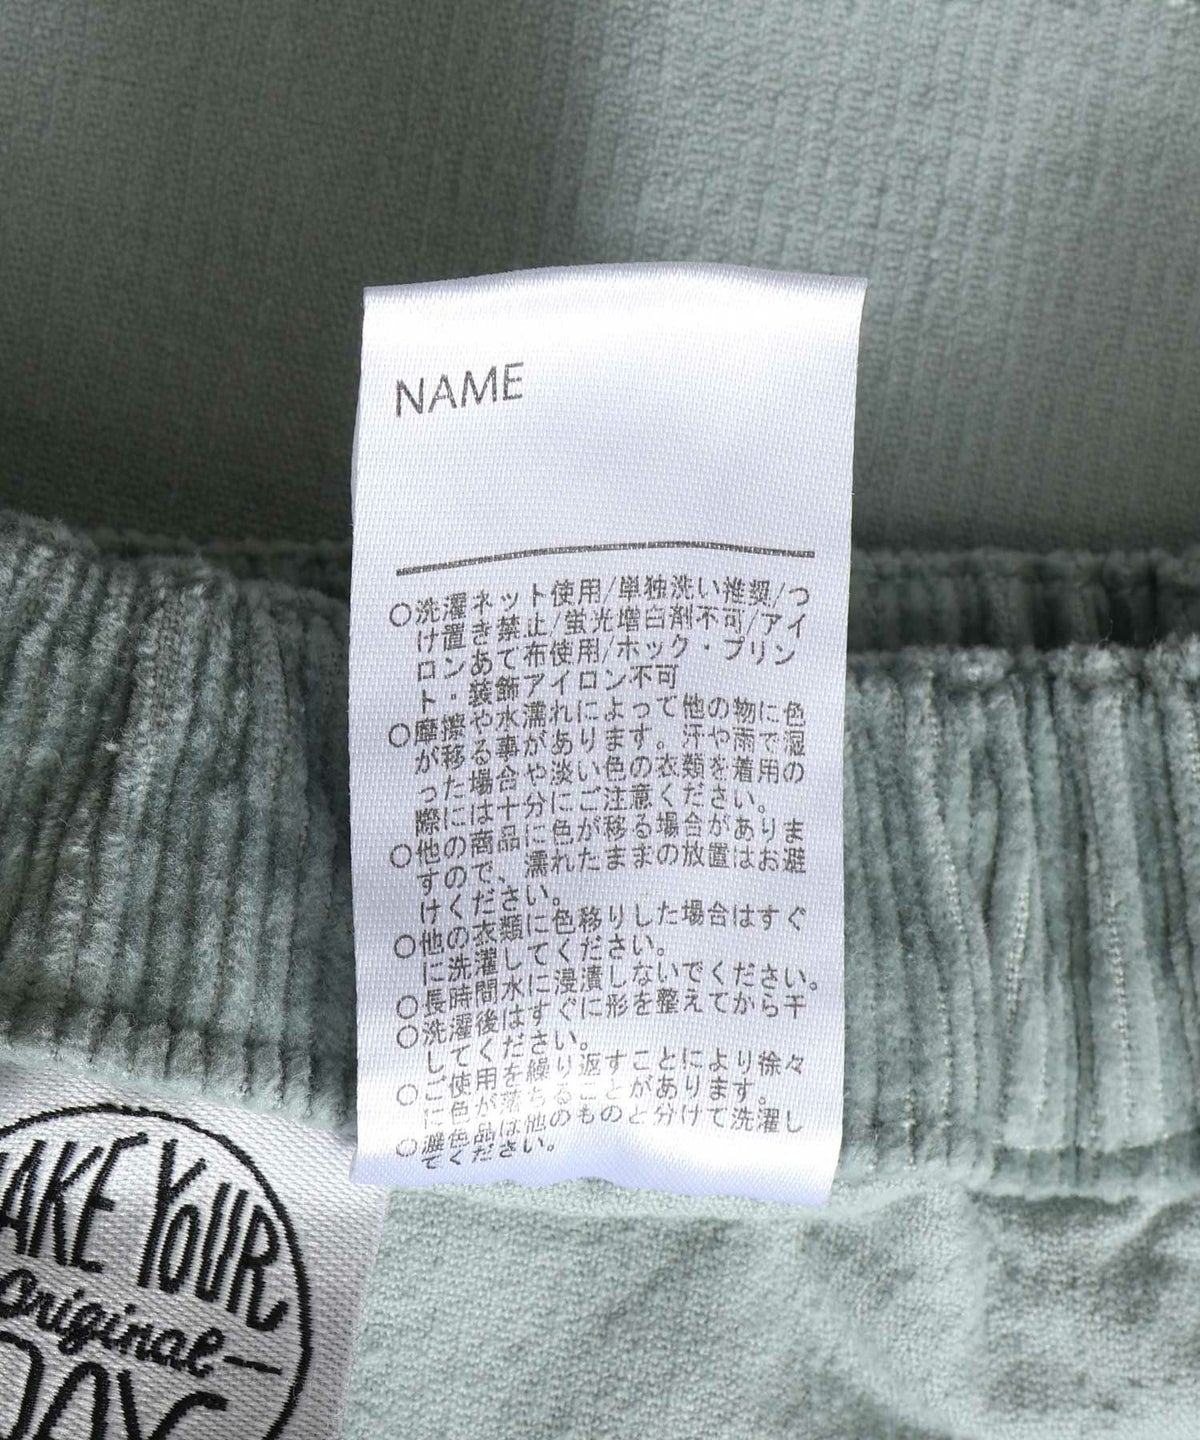 NAME
○洗濯ネット使用/単独洗い推奨/つ
け置き禁止/蛍光増白剤不可/アイ
ロン・あて布使用/ホック・プリン
ト・装飾アイロン不可
○摩擦や水濡れによって他の物に色
が移る事があります。汗や雨で湿
った場合や淡い色の衣類を着用の
際には十分にご注意ください。
○他の商品に色が移る場合がありま
すので、濡れたままの放置はお避
けください。
○他の衣類に色移りした場合はすぐ
に洗濯してください。
○長時間水に浸漬しないでください。
○洗濯後はすぐに形を整えてから干
してください。
○ご使用を繰り返すことにより徐々
に色が落ちることがあります。
○濃色品は他のものと分けて洗濯し
てください。
MAKE YOUR
original
DAY